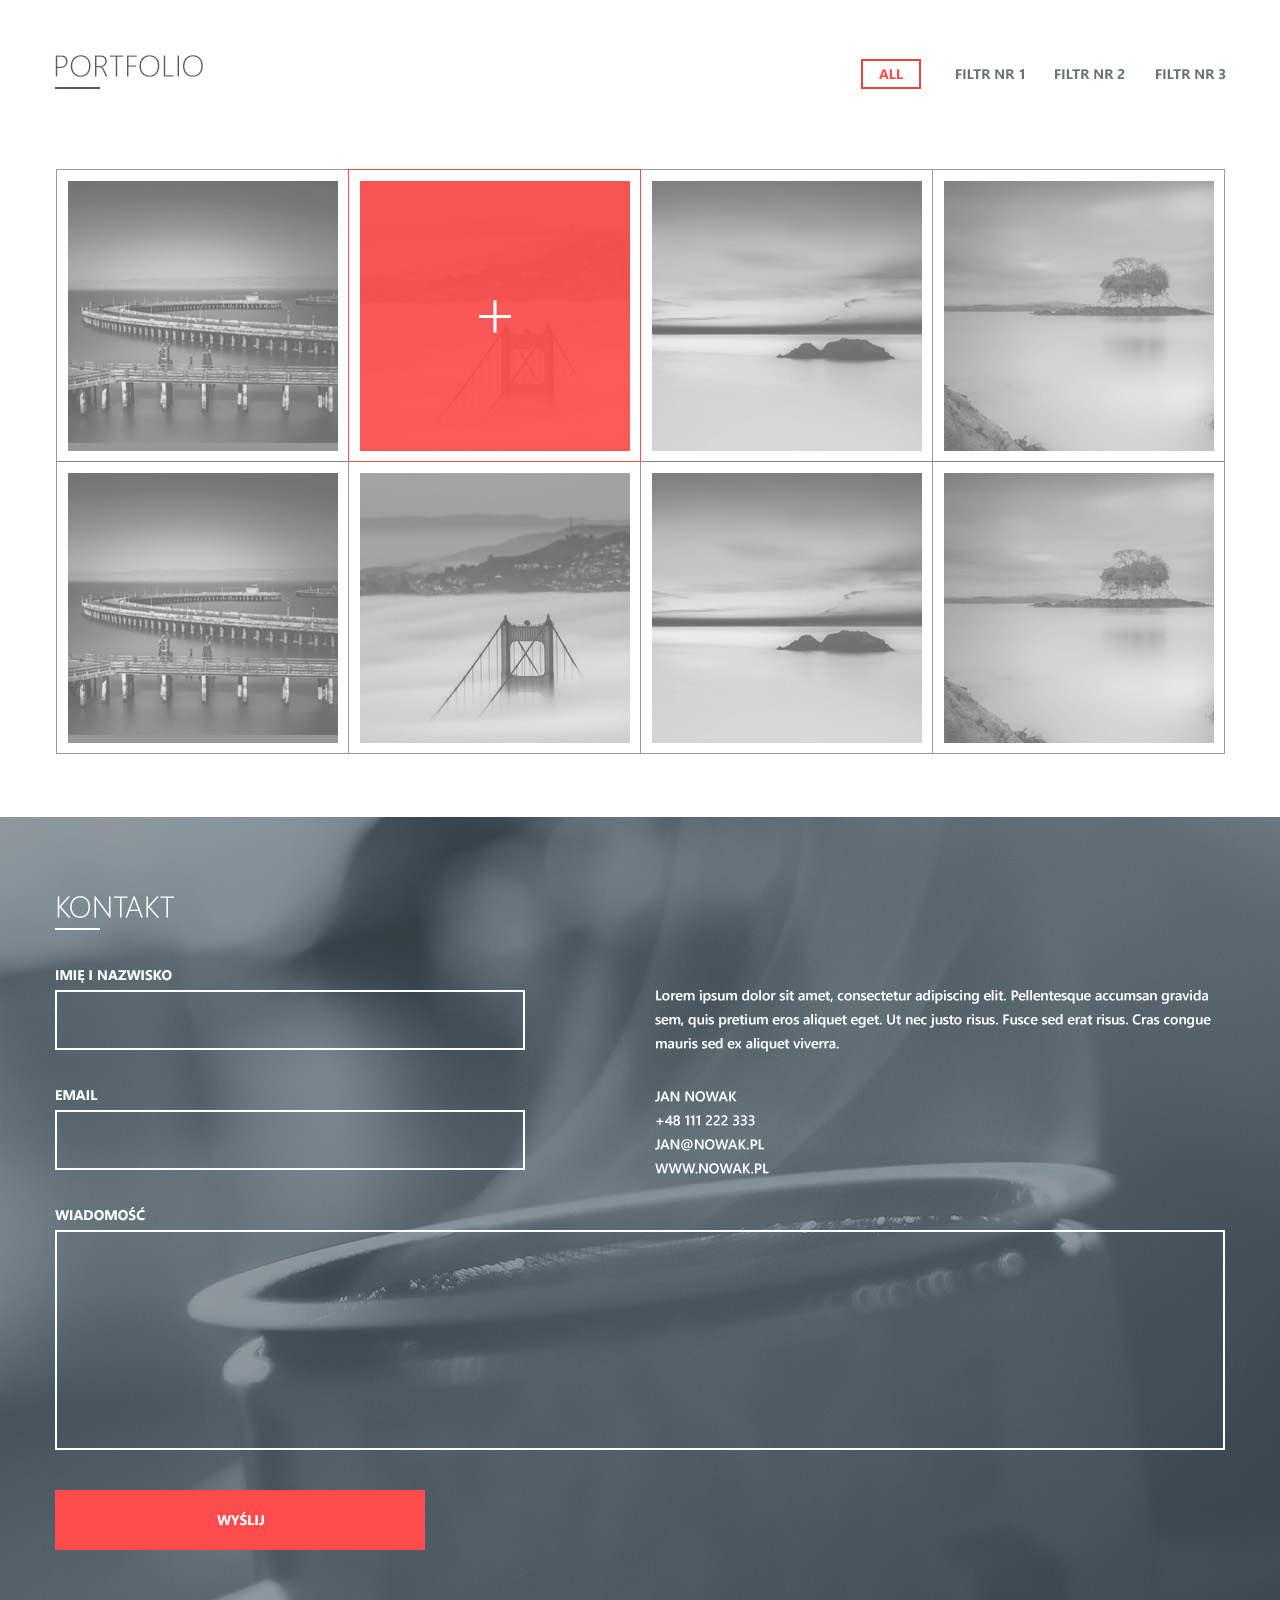 PORTFOLIO
ALL FILTR NR 1 FILTR NR 2 FILTR NR 3
KONTAKT
IMIĘ I NAZWISKO
Lorem ipsum dolor sit amet, consectetur adipiscing elit. Pellentesque accumsan gravida
sem, quis pretium eros aliquet eget. Ut nec justo risus. Fusce sed erat risus. Cras congue
mauris sed ex aliquet viverra.
EMAIL
JAN NOWAK
+48 111 222 333
JAN@NOWAK.PL
WWW.NOWAK.PL
WIADOMOŚĆ
WYŚLIJ